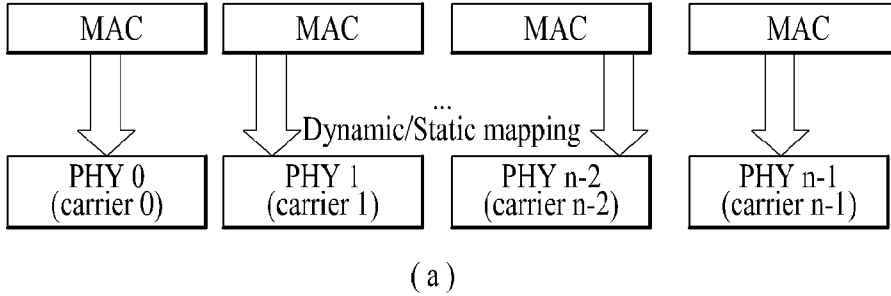 MAC MAC MAC MAC
...
Dynamic/Static mapping
PHY 0 PHY 1 PHY n-2 PHY n-1
(carrier 0) (carrier 1) (carrier n-2) (carrier n-1)
( a )